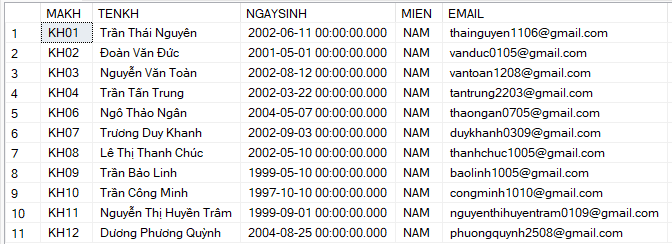 MAKH TENKH NGAYSINH MIEN EMAIL
1 KH01 Trần Thái Nguyên 2002-06-11 00:00:00.000 NAM thainguyen1106@gmail.com
2 KH02 Đoàn Văn Đức 2001-05-01 00:00:00.000 NAM vanduc0105@gmail.com
3 KH03 Nguyễn Văn Toàn 2002-08-12 00:00:00.000 NAM vantoan1208@gmail.com
4 KH04 Trần Tấn Trung 2002-03-22 00:00:00.000 NAM tantrung2203@gmail.com
5 KH06 Ngô Thảo Ngân 2004-05-07 00:00:00.000 NAM thaongan0705@gmail.com
6 KH07 Trương Duy Khanh 2002-09-03 00:00:00.000 NAM duykhanh0309@gmail.com
7 KH08 Lê Thị Thanh Chúc 2002-05-10 00:00:00.000 NAM thanhchuc1005@gmail.com
8 KH09 Trần Bảo Linh 1999-05-10 00:00:00.000 NAM baolinh1005@gmail.com
9 KH10 Trần Công Minh 1997-10-10 00:00:00.000 NAM congminh1010@gmail.com
10 KH11 Nguyễn Thị Huyền Trâm 1999-09-01 00:00:00.000 NAM nguyenthihuyentram0109@gmail.com
11 KH12 Dương Phương Quỳnh 2004-08-25 00:00:00.000 NAM phuongquynh2508@gmail.com